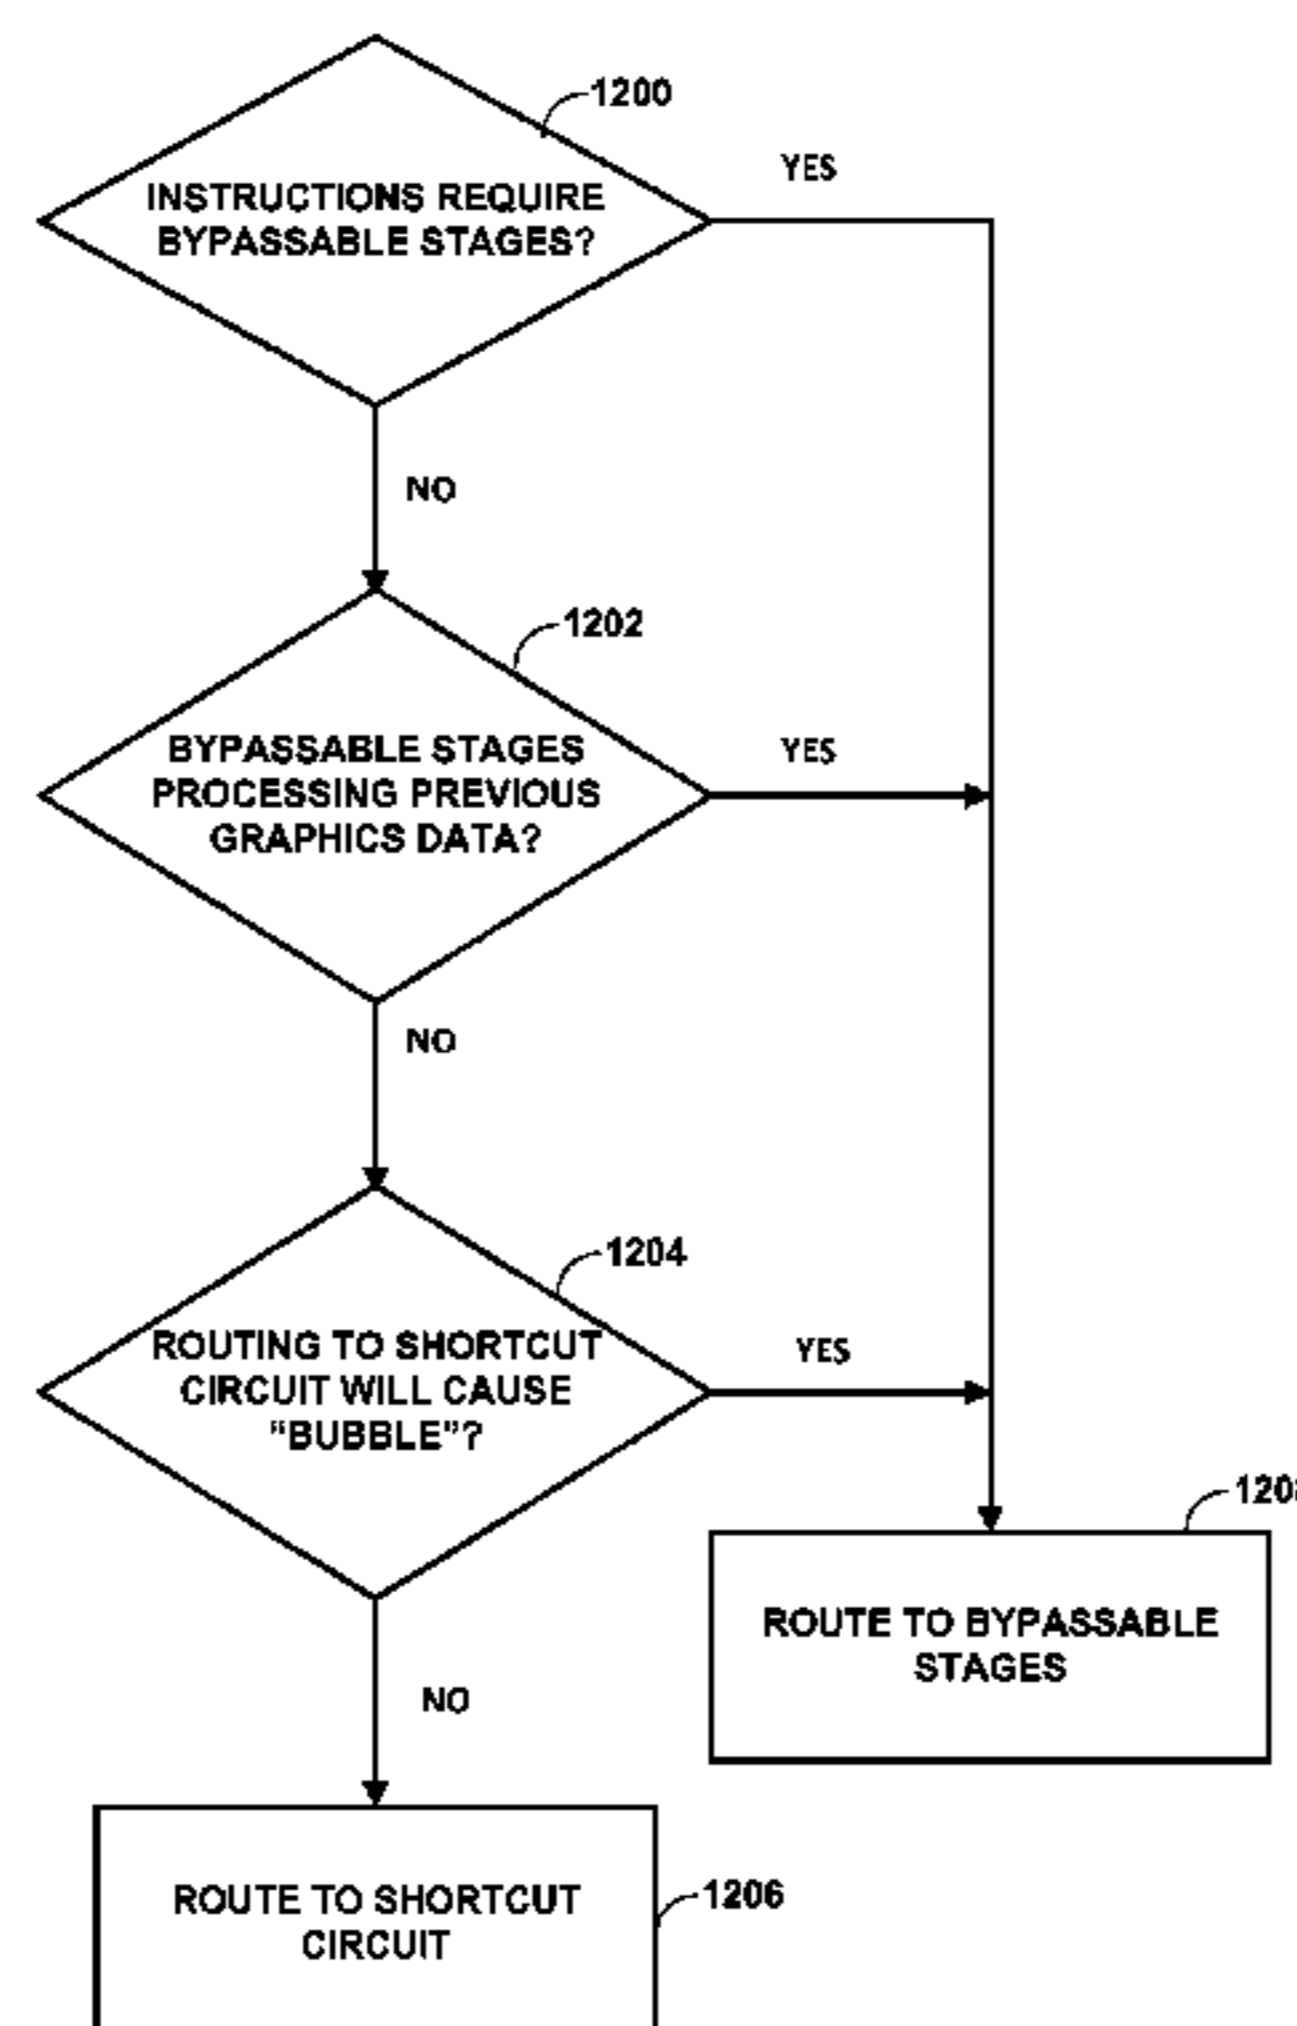 1200
YES
INSTRUCTIONS REQUIRE
BYPASSABLE STAGES?
NO
1202
YES
BYPASSABLE STAGES
PROCESSING PREVIOUS
GRAPHICS DATA?
NO
1204
YES
ROUTING TO SHORTCUT
CIRCUIT WILL CAUSE
“BUBBLE”?
ROUTE TO BYPASSABLE
STAGES
NO
ROUTE TO SHORTCUT
CIRCUIT
1206